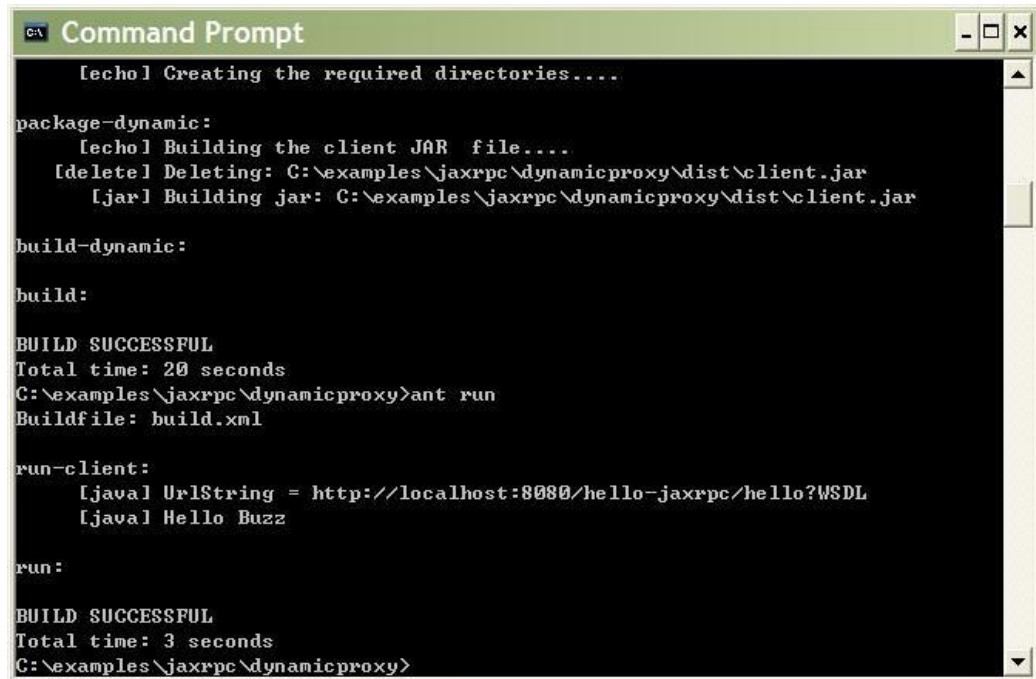 Command Prompt
[echo] Creating the required directories....
package-dynamic:
[echo] Building the client JAR  file....
[delete] Deleting: C:\examples\jaxrpc\dynamicproxy\dist\client.jar
[jar] Building jar: C:\examples\jaxrpc\dynamicproxy\dist\client.jar
build-dynamic:
build:
BUILD SUCCESSFUL
Total time: 20 seconds
C:\examples\jaxrpc\dynamicproxy>ant run
Buildfile: build.xml
run-client:
[java] UrlString = http://localhost:8080/hello-jaxrpc/hello?WSDL
[java] Hello Buzz
run:
BUILD SUCCESSFUL
Total time: 3 seconds
C:\examples\jaxrpc\dynamicproxy>